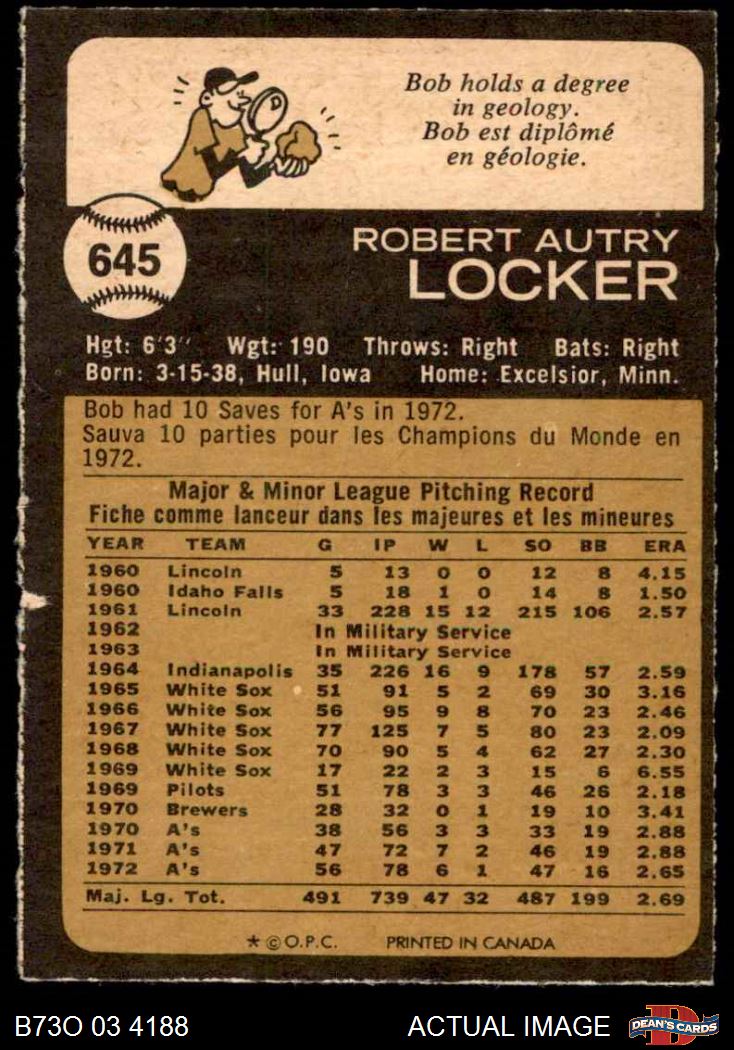 Bob holds a degree
in geology.
Bob est diplômé
en géologie.
645
ROBERT AUTRY
LOCKER
Hgt: 6'3" Wgt: 190 Throws: Right Bats: Right
Born: 3-15-38, Hull, Iowa Home: Excelsior, Minn.
Bob had 10 Saves for A's in 1972.
Sauva 10 parties pour les Champions du Monde en
1972.
Major & Minor League Pitching Record
Fiche comme lanceur dans les majeures et les mineures
YEAR TEAM G IP W L SO BB ERA
1960 Lincoln 5 13 0 0 12 8 4.15
1960 Idaho Falls 5 18 1 0 14 8 1.50
1961 Lincoln 33 228 15 12 215 106 2.57
1962 In Military Service
1963 In Military Service
1964 Indianapolis 35 226 16 9 178 57 2.59
1965 White Sox 51 91 5 2 69 30 3.16
1966 White Sox 56 95 9 8 70 23 2.46
1967 White Sox 77 125 7 5 80 23 2.09
1968 White Sox 70 90 5 4 62 27 2.30
1969 White Sox 17 22 2 3 15 6 6.55
1969 Pilots 51 78 3 3 46 26 2.18
1970 Brewers 28 32 0 1 19 10 3.41
1970 A's 38 56 3 3 33 19 2.88
1971 A's 47 72 7 2 46 19 2.88
1972 A's 56 78 6 1 47 16 2.65
Maj. Lg. Tot. 491 739 47 32 487 199 2.69
* © O.P.C. PRINTED IN CANADA
B73O 03 4188 ACTUAL IMAGE DEAN'S CARDS